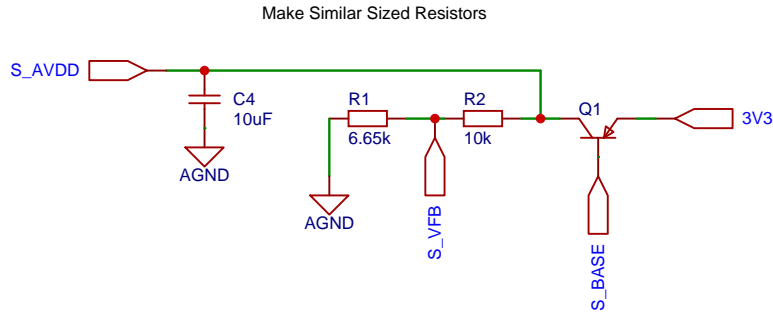 Make Similar Sized Resistors
S_AVDD
C4
10uF
AGND
R1
6.65k
R2
10k
Q1
3V3
AGND
S_VFB
S_BASE